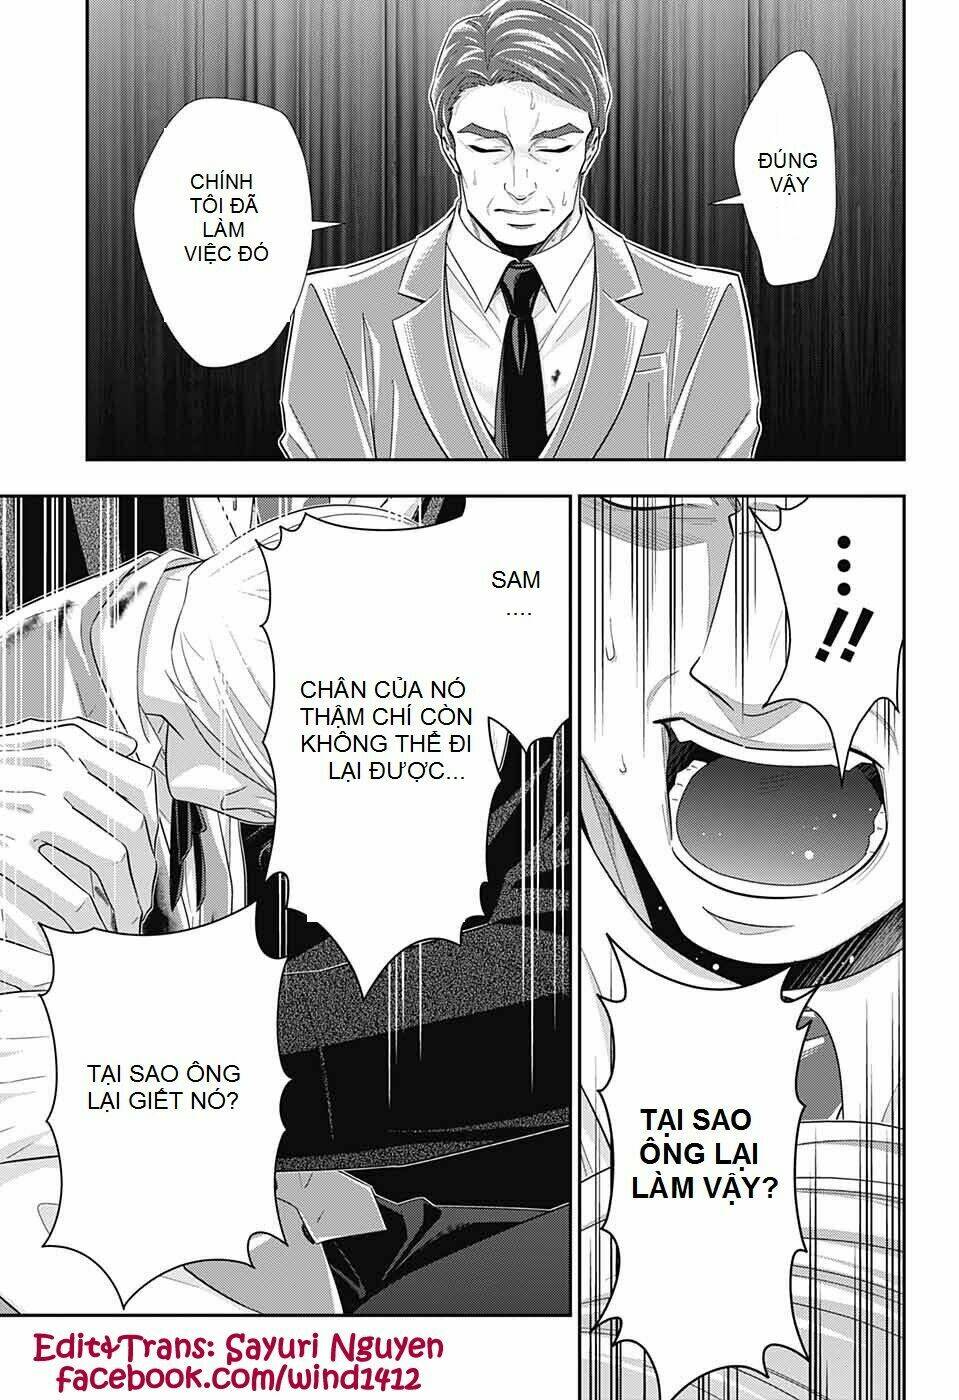 ĐÚNG
VẬY
CHÍNH
TÔI ĐÃ
LÀM
VIỆC ĐÓ
...!!
TẠI SAO
ÔNG LẠI
LÀM VẬY?
SAM
....
CHÂN CỦA NÓ
THẬM CHÍ CÒN
KHÔNG THỂ ĐI
LẠI ĐƯỢC...
TẠI SAO ÔNG
LẠI GIẾT NÓ?
Edit&Trans: Sayuri Nguyen
facebook.com/wind1412